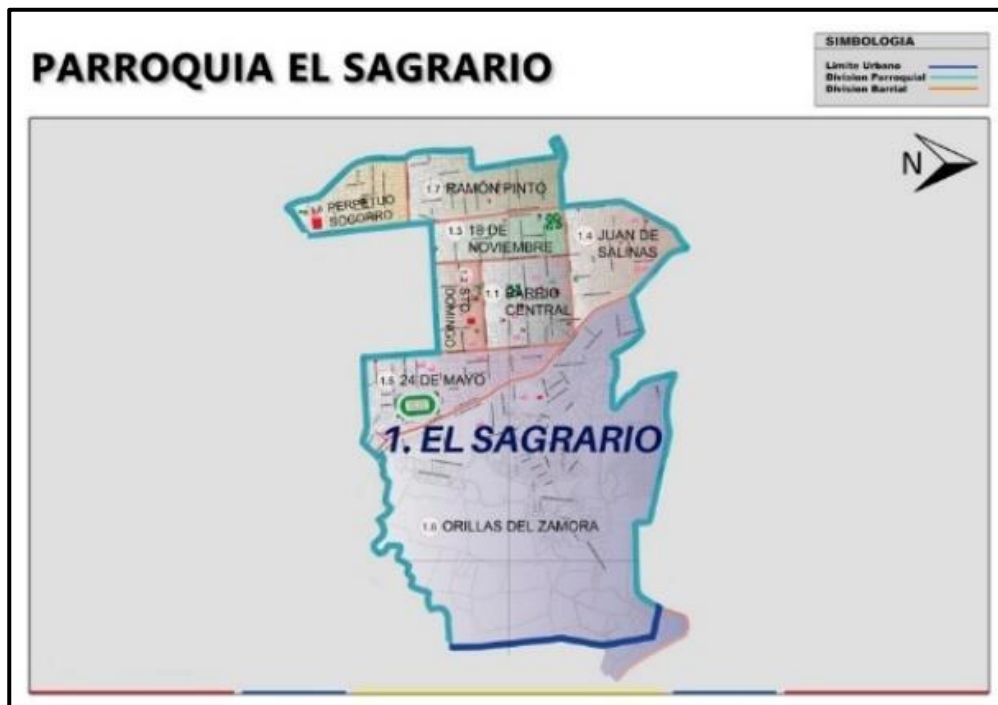 PARROQUIA EL SAGRARIO
SIMBOLOGIA
Limite Urbano
Division Parroquial
Division Barrial
N
1.7 RAMÓN PINTO
PERPETUO
SOCORRO
1.3 18 DE
NOVIEMBRE
1.4 JUAN DE
SALINAS
1.2 STO.
DOMINGO
1.1 BARRIO
CENTRAL
1.5 24 DE MAYO
1. EL SAGRARIO
ORILLAS DEL ZAMORA